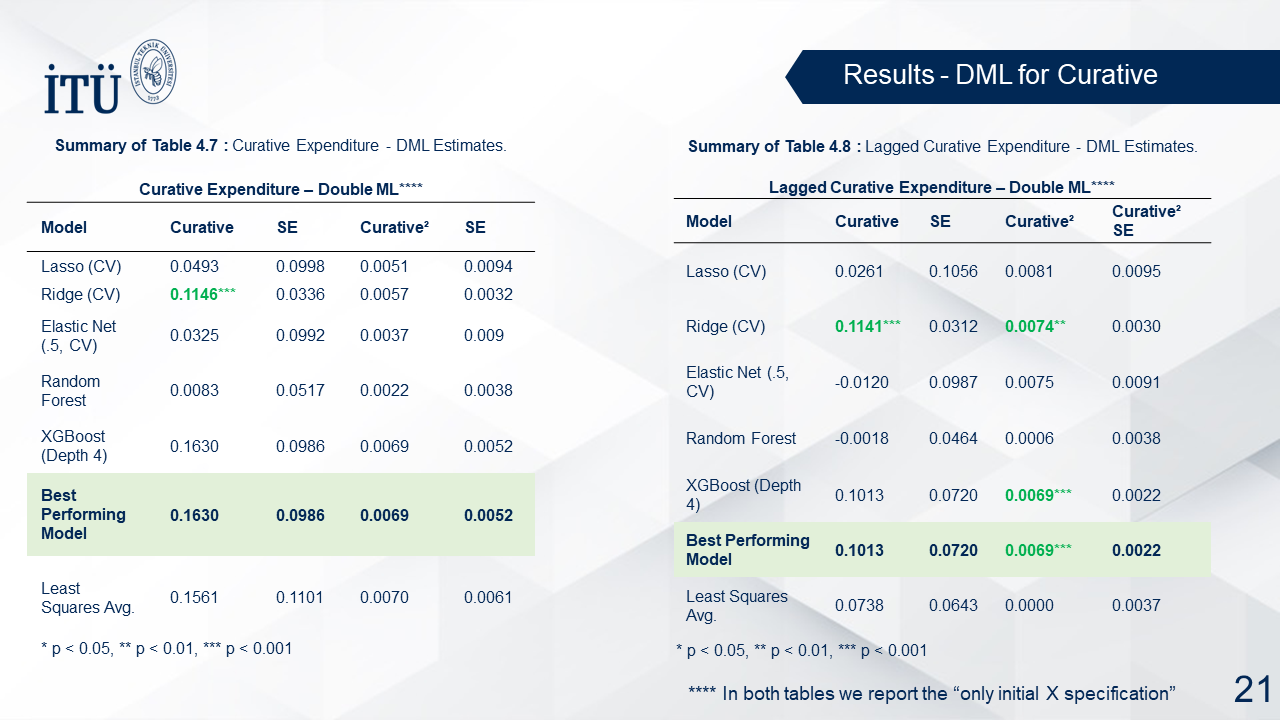 İTÜ
İSTANBUL TEKNİK ÜNİVERSİTESİ
1773
Results - DML for Curative
Summary of Table 4.7 : Curative Expenditure - DML Estimates.
Curative Expenditure – Double ML****
Model Curative SE Curative² SE
Lasso (CV) 0.0493 0.0998 0.0051 0.0094
Ridge (CV) 0.1146*** 0.0336 0.0057 0.0032
Elastic Net
(.5, CV) 0.0325 0.0992 0.0037 0.009
Random
Forest 0.0083 0.0517 0.0022 0.0038
XGBoost
(Depth 4) 0.1630 0.0986 0.0069 0.0052
Best
Performing
Model 0.1630 0.0986 0.0069 0.0052
Least
Squares Avg. 0.1561 0.1101 0.0070 0.0061
* p < 0.05, ** p < 0.01, *** p < 0.001
Summary of Table 4.8 : Lagged Curative Expenditure - DML Estimates.
Lagged Curative Expenditure – Double ML****
Model Curative SE Curative² Curative²
SE
Lasso (CV) 0.0261 0.1056 0.0081 0.0095
Ridge (CV) 0.1141*** 0.0312 0.0074** 0.0030
Elastic Net (.5,
CV) -0.0120 0.0987 0.0075 0.0091
Random Forest -0.0018 0.0464 0.0006 0.0038
XGBoost (Depth
4) 0.1013 0.0720 0.0069*** 0.0022
Best Performing
Model 0.1013 0.0720 0.0069*** 0.0022
Least Squares
Avg. 0.0738 0.0643 0.0000 0.0037
* p < 0.05, ** p < 0.01, *** p < 0.001
**** In both tables we report the “only initial X specification”
21